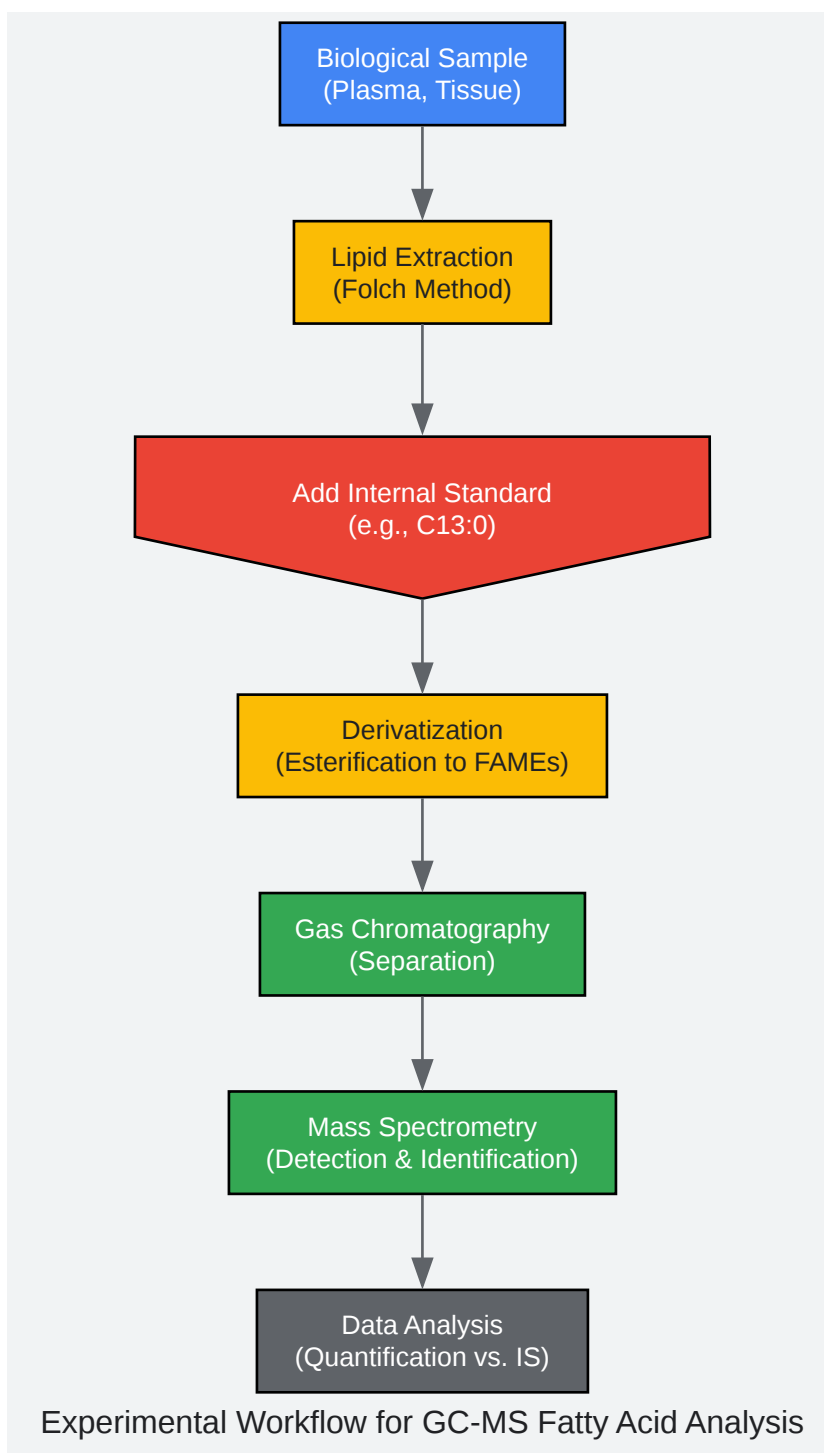 Biological Sample
(Plasma, Tissue)
Lipid Extraction
(Folch Method)
Add Internal Standard
(e.g., C13:0)
Derivatization
(Esterification to FAMEs)
Gas Chromatography
(Separation)
Mass Spectrometry
(Detection & Identification)
Data Analysis
(Quantification vs. IS)
Experimental Workflow for GC-MS Fatty Acid Analysis